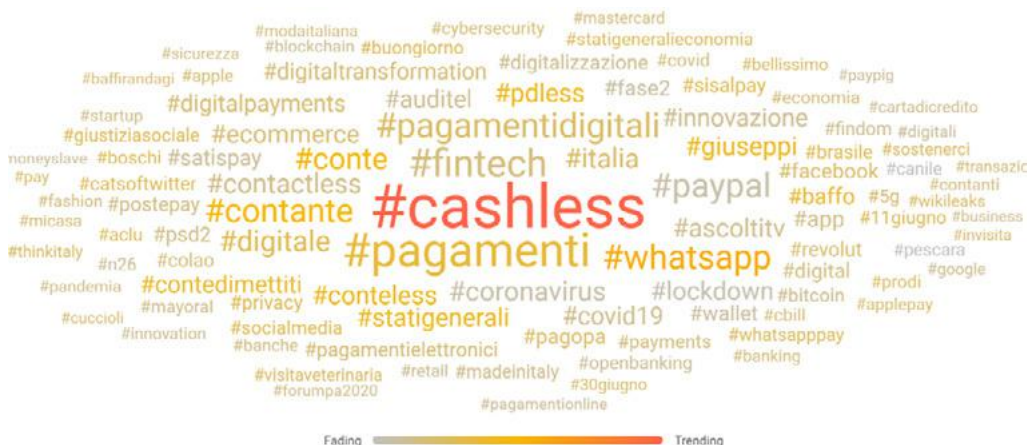 #mastercard
#modaitaliana #cybersecurity
#sicurezza #blockchain #buongiorno #statigeneralieconomia
#baffirandagi #apple #digitaltransformation #digitalizzazione #covid #bellissimo #paypig
#startup #digitalpayments #auditel #pdless #fase2 #sisalpay #economia #cartadicredito
#giustiziasociale #ecommerce #pagamentidigitali #innovazione #findom #digitali
moneyslave #boschi #satispay #conte #fintech #italia #giuseppi #brasile #sostenerci
#pay #catsoftwitter #contactless #paypal #facebook #canile #transazic
#fashion #postepay #contante #cashless #baffo #5g #wikileaks #contanti
#micasa #aclu #psd2 #digitale #pagamenti #ascoltitv #app #11giugno #business
#thinkitaly #n26 #colao #whatsapp #revolut #pescara #invisita
#pandemia #contedimettiti #conteless #coronavirus #lockdown #digital #prodi #google
#cuccioli #mayoral #privacy #statigenerali #covid19 #wallet #bitcoin #cbill #applepay
#innovation #socialmedia #pagopa #payments #whatsapppay
#banche #pagamentielettronici #openbanking #banking
#visitaveterinaria #retail #madeinitaly #30giugno
#forumpa2020 #pagamentionline
Fading Trending